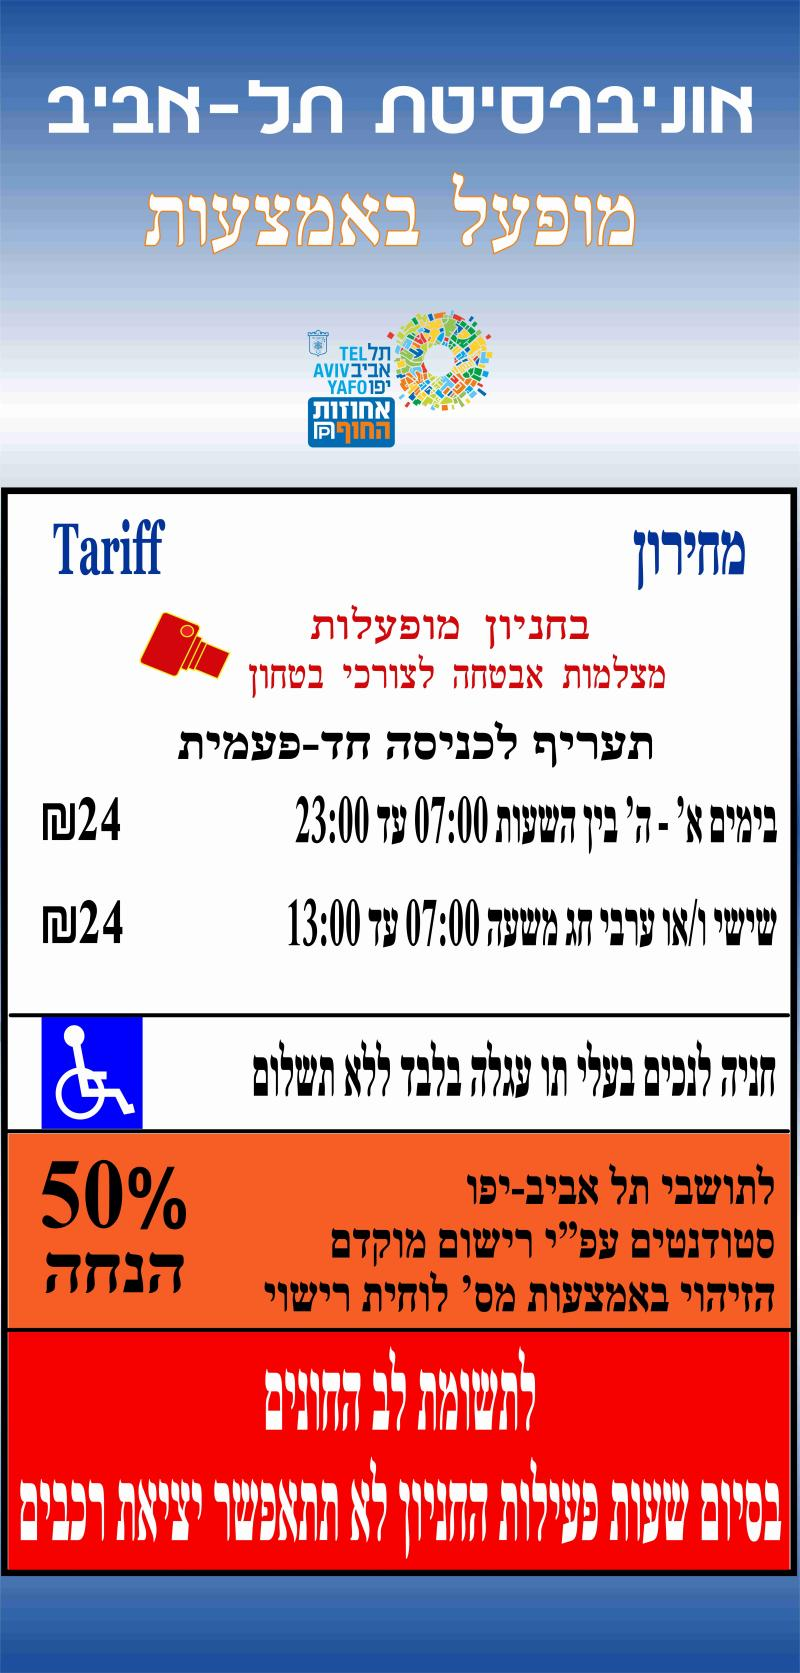 אוניברסיטת תל-אביב
מופעל באמצעות
תל TEL
אביב AVIV
יפו YAFO
אחוזות
החוף
מחירון Tariff
בחניון מופעלות
מצלמות אבטחה לצורכי בטחון
תעריף לכניסה חד-פעמית
בימים א' - ה' בין השעות 07:00 עד 23:00 ₪24
שישי ו/או ערבי חג משעה 07:00 עד 13:00 ₪24
חניה לנכים בעלי תו עגלה בלבד ללא תשלום
לתושבי תל אביב-יפו
סטודנטים עפ"י רישום מוקדם
הזיהוי באמצעות מס' לוחית רישוי
50%
הנחה
לתשומת לב החונים
בסיום שעות פעילות החניון לא תתאפשר יציאת רכבים